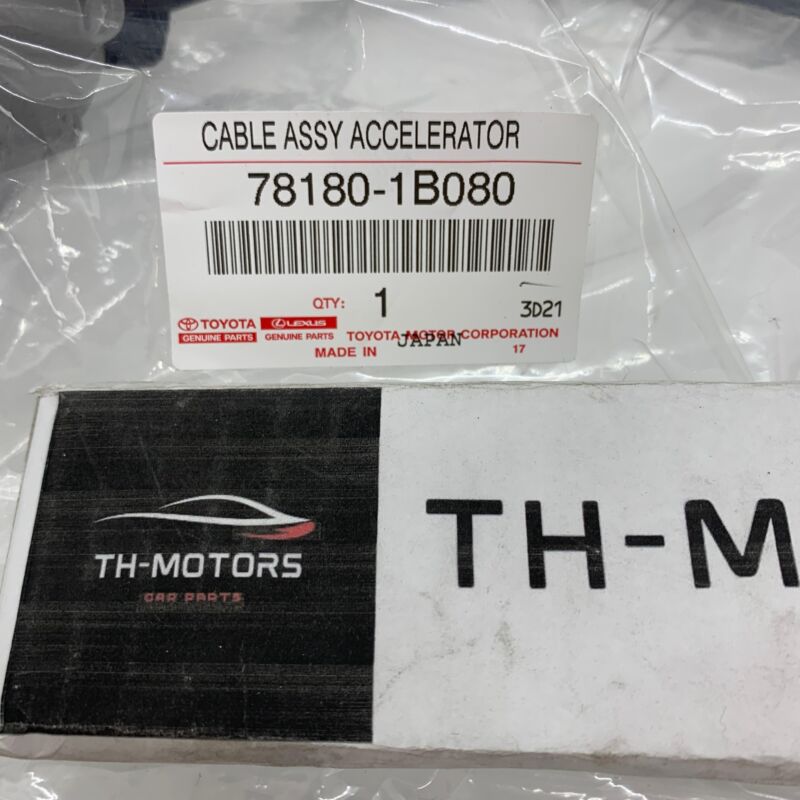 CABLE ASSY ACCELERATOR
78180-1B080
QTY: 1 3D21
TOYOTA LEXUS
GENUINE PARTS GENUINE PARTS TOYOTA MOTOR CORPORATION
MADE IN JAPAN 17
TH-MOTORS
CAR PARTS
TH-M